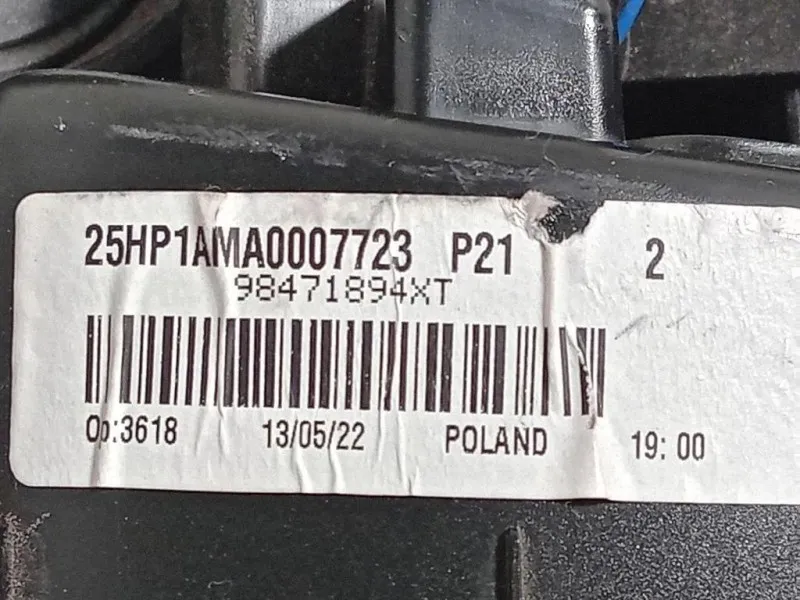 25HP1AMA0007723 P21 2
98471894XT
Op:3618 13/05/22 POLAND 19: 00